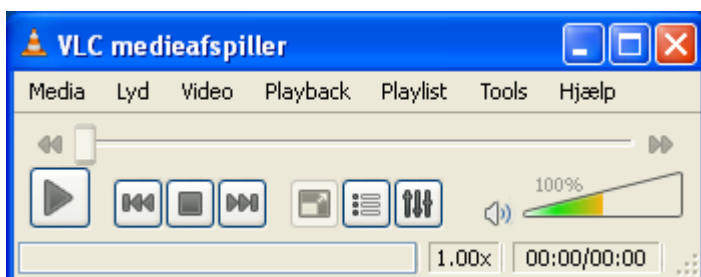 VLC medieafspiller
Media Lyd Video Playback Playlist Tools Hjælp
100%
1.00x 00:00/00:00